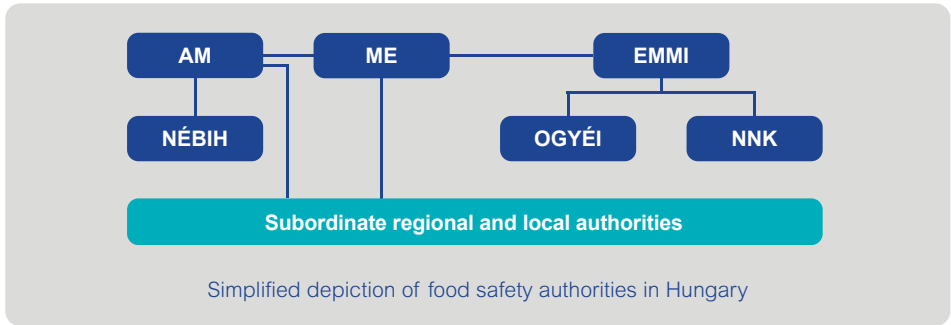 AM
ME
EMMI
NÉBIH
OGYÉI
NNK
Subordinate regional and local authorities
Simplified depiction of food safety authorities in Hungary